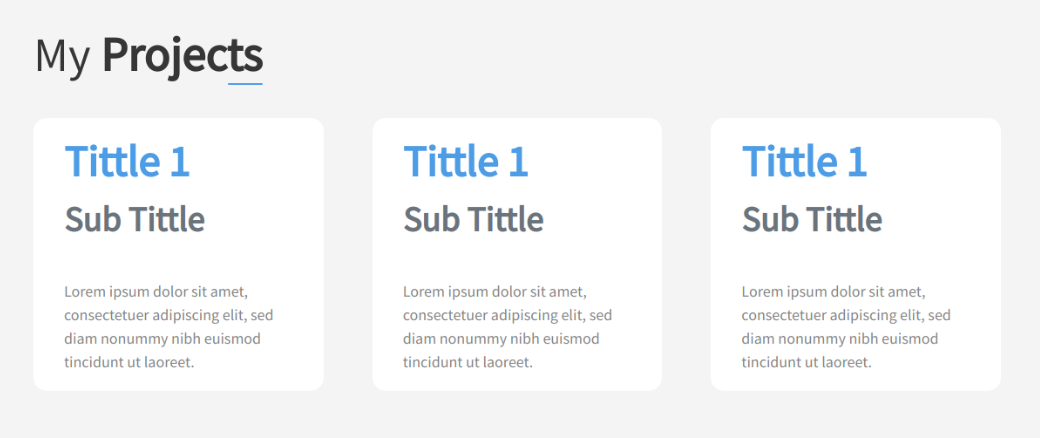 My Projects
Tittle 1
Sub Tittle
Lorem ipsum dolor sit amet,
consectetuer adipiscing elit, sed
diam nonummy nibh euismod
tincidunt ut laoreet.
Tittle 1
Sub Tittle
Lorem ipsum dolor sit amet,
consectetuer adipiscing elit, sed
diam nonummy nibh euismod
tincidunt ut laoreet.
Tittle 1
Sub Tittle
Lorem ipsum dolor sit amet,
consectetuer adipiscing elit, sed
diam nonummy nibh euismod
tincidunt ut laoreet.